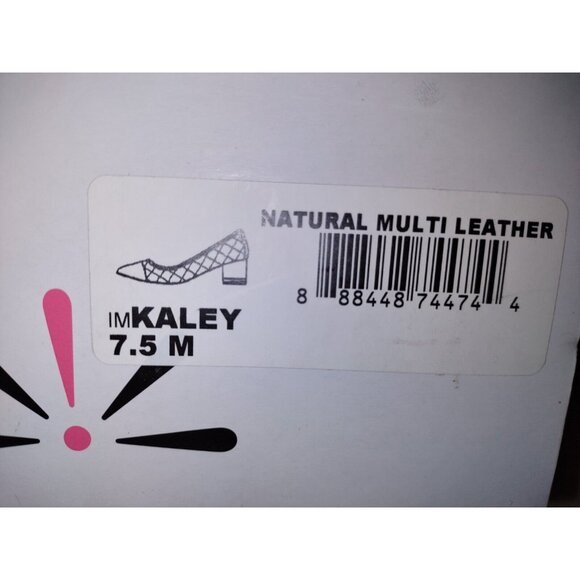 NATURAL MULTI LEATHER
8 88448 74474 4
IMKALEY
7.5 M